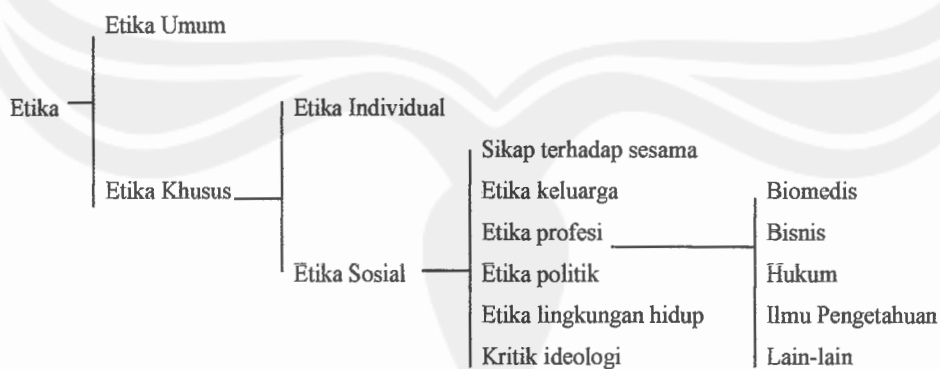 Etika Umum
Etika
Etika Individual
Sikap terhadap sesama
Etika Khusus
Etika keluarga
Biomedis
Etika profesi
Bisnis
Etika Sosial
Etika politik
Hukum
Etika lingkungan hidup
Ilmu Pengetahuan
Kritik ideologi
Lain-lain